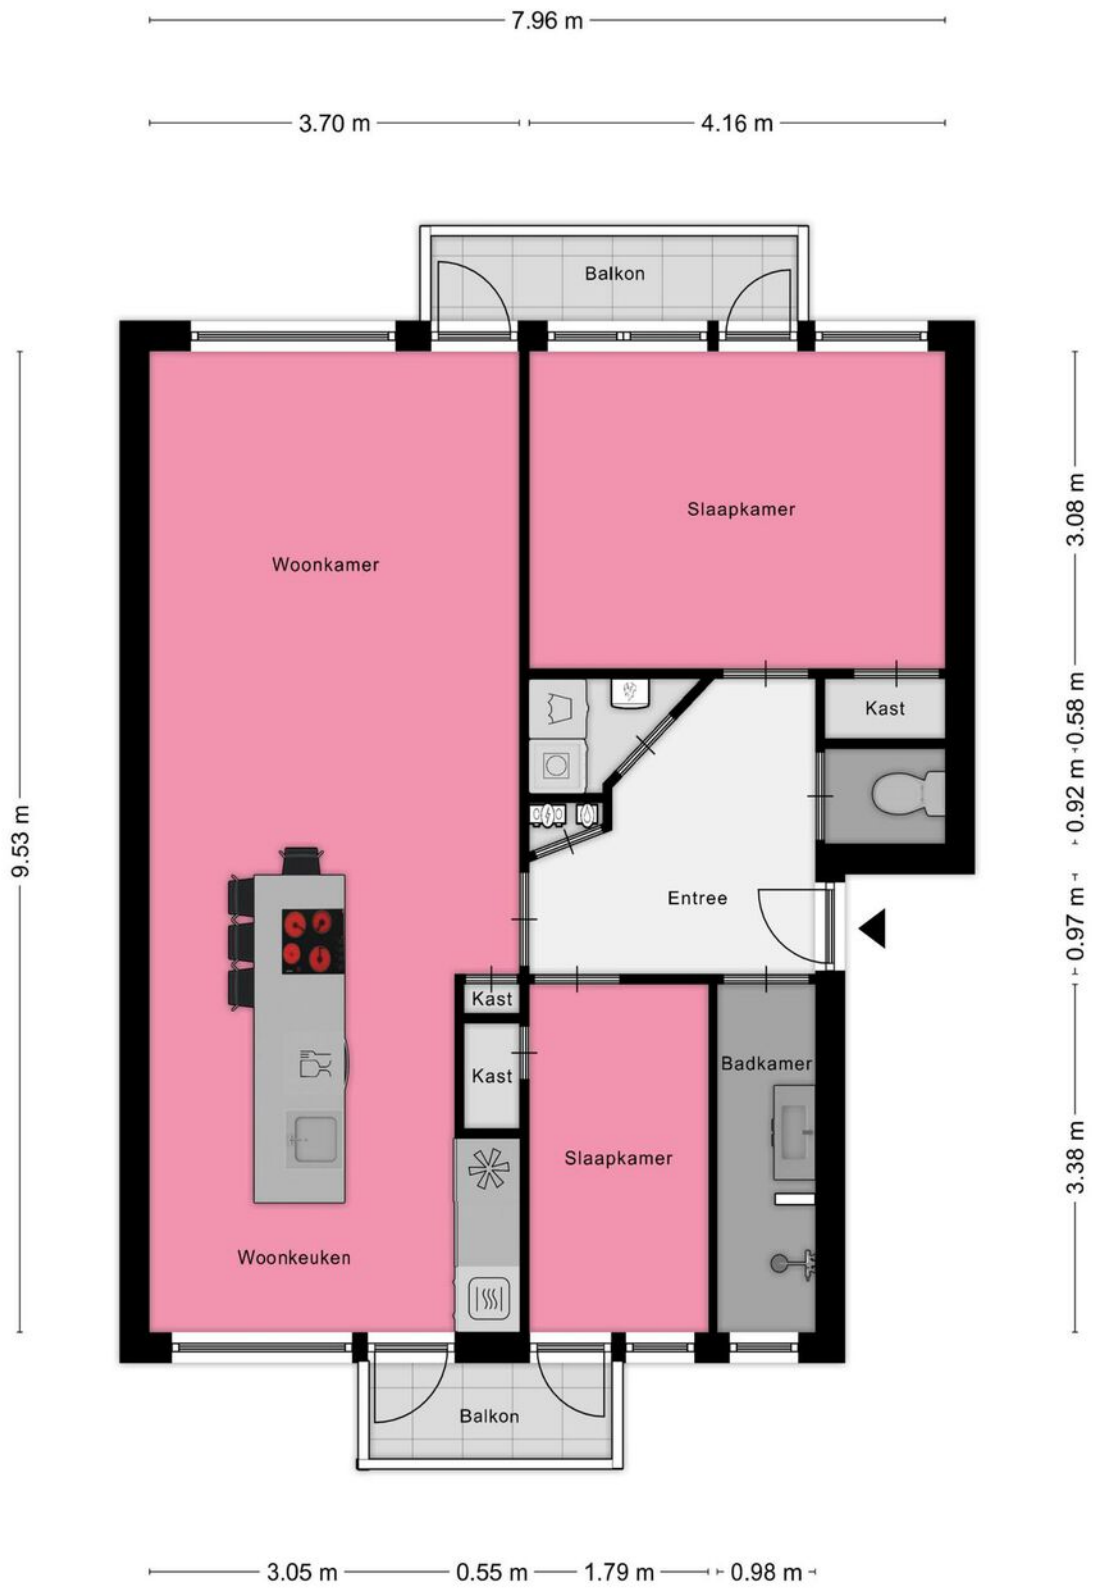 7.96 m
3.70 m
4.16 m
Balkon
Slaapkamer
Woonkamer
3.08 m
Kast
0.58 m
0.92 m
9.53 m
Entree
0.97 m
Kast
Badkamer
Kast
Slaapkamer
3.38 m
Woonkeuken
Balkon
3.05 m
0.55 m
1.79 m
0.98 m